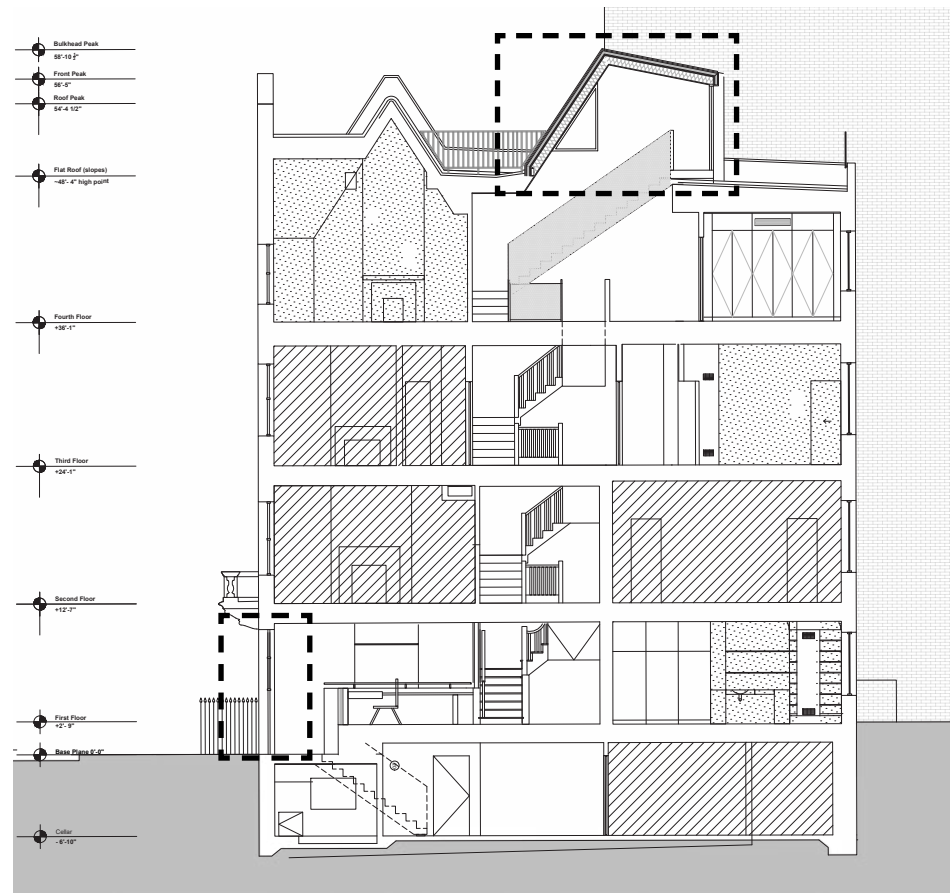 Bulkhead Peak
58'-10 ½"
Front Peak
56'-5"
Roof Peak
54'-4 1/2"
Flat Roof (slopes)
~48'- 4" high point
Fourth Floor
+36'-1"
Third Floor
+24'-1"
Second Floor
+12'-7"
First Floor
+2'- 9"
Base Plane 0'-0"
Cellar
- 6'-10"